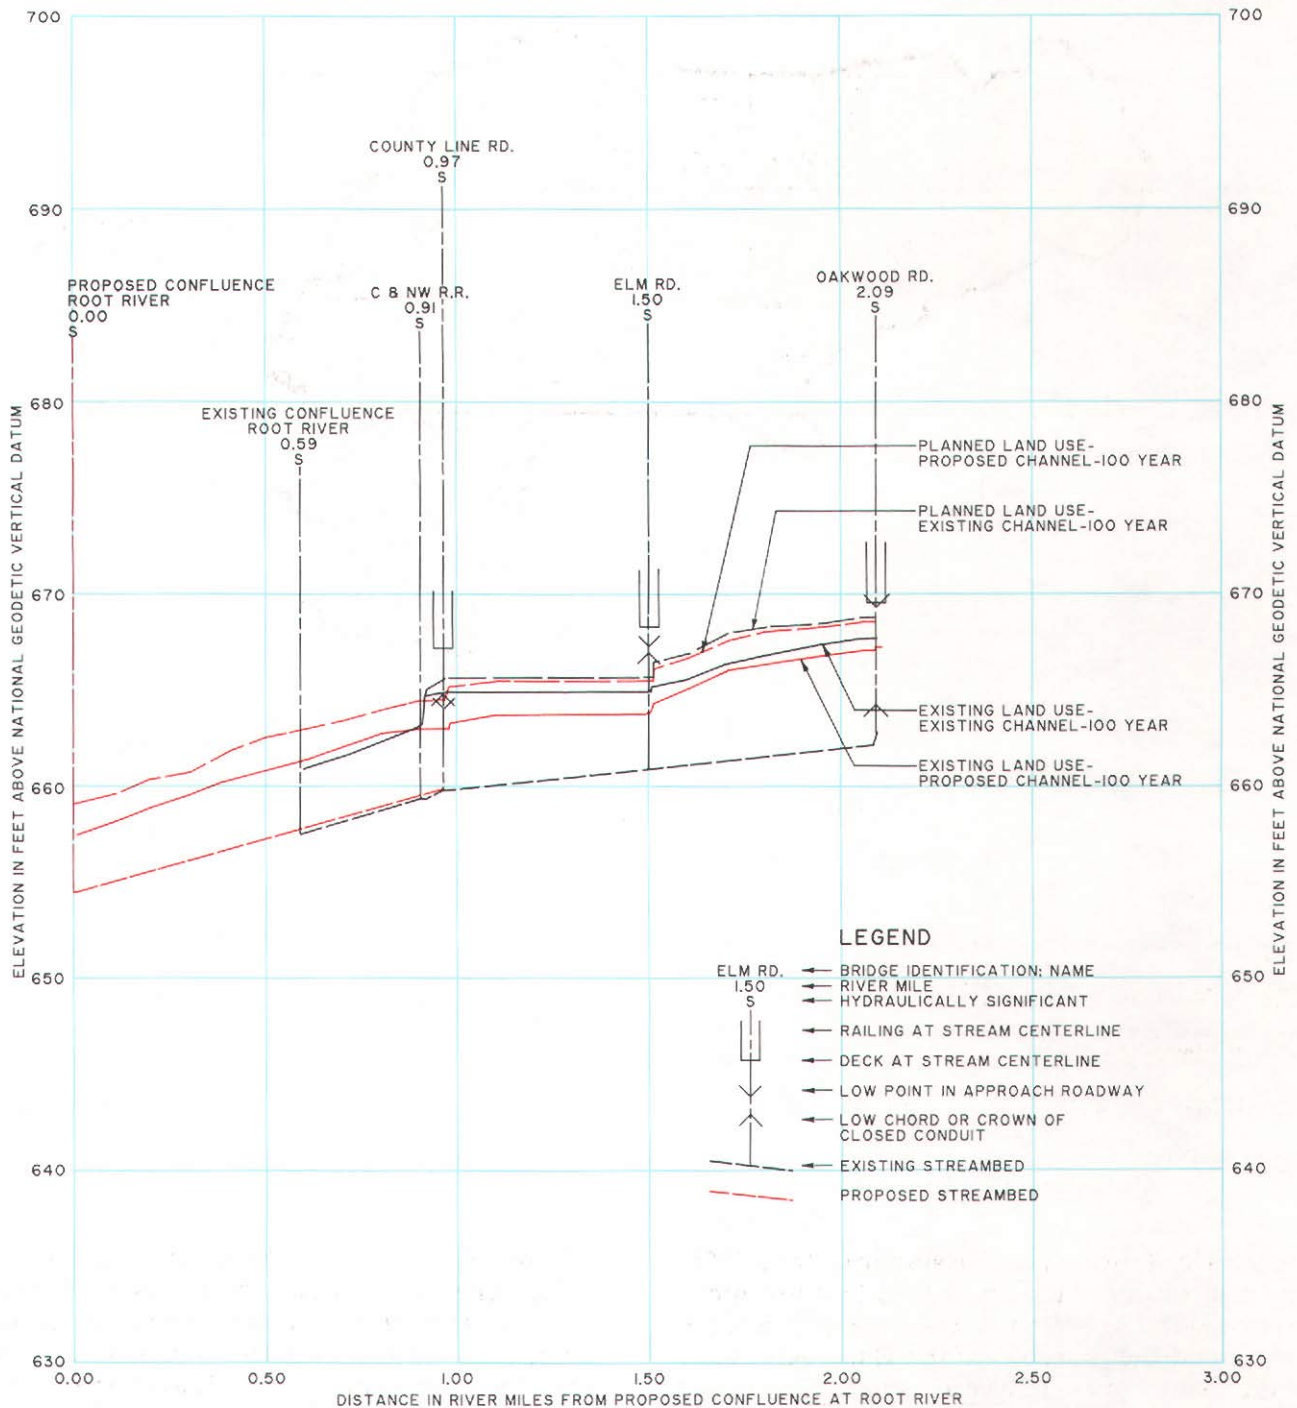 700
700
COUNTY LINE RD.
0.97
S
690
690
PROPOSED CONFLUENCE
ROOT RIVER
0.00
S
C & NW R.R.
0.91
S
ELM RD.
1.50
S
OAKWOOD RD.
2.09
S
680
680
EXISTING CONFLUENCE
ROOT RIVER
0.59
S
PLANNED LAND USE-
PROPOSED CHANNEL-100 YEAR
PLANNED LAND USE-
EXISTING CHANNEL-100 YEAR
ELEVATION IN FEET ABOVE NATIONAL GEODETIC VERTICAL DATUM
ELEVATION IN FEET ABOVE NATIONAL GEODETIC VERTICAL DATUM
670
670
EXISTING LAND USE-
EXISTING CHANNEL-100 YEAR
EXISTING LAND USE-
PROPOSED CHANNEL-100 YEAR
660
660
LEGEND
650
650
ELM RD.
1.50
S
BRIDGE IDENTIFICATION: NAME
RIVER MILE
HYDRAULICALLY SIGNIFICANT
RAILING AT STREAM CENTERLINE
DECK AT STREAM CENTERLINE
LOW POINT IN APPROACH ROADWAY
LOW CHORD OR CROWN OF
CLOSED CONDUIT
EXISTING STREAMBED
PROPOSED STREAMBED
640
640
630
630
0.00
0.50
1.00
1.50
2.00
2.50
3.00
DISTANCE IN RIVER MILES FROM PROPOSED CONFLUENCE AT ROOT RIVER